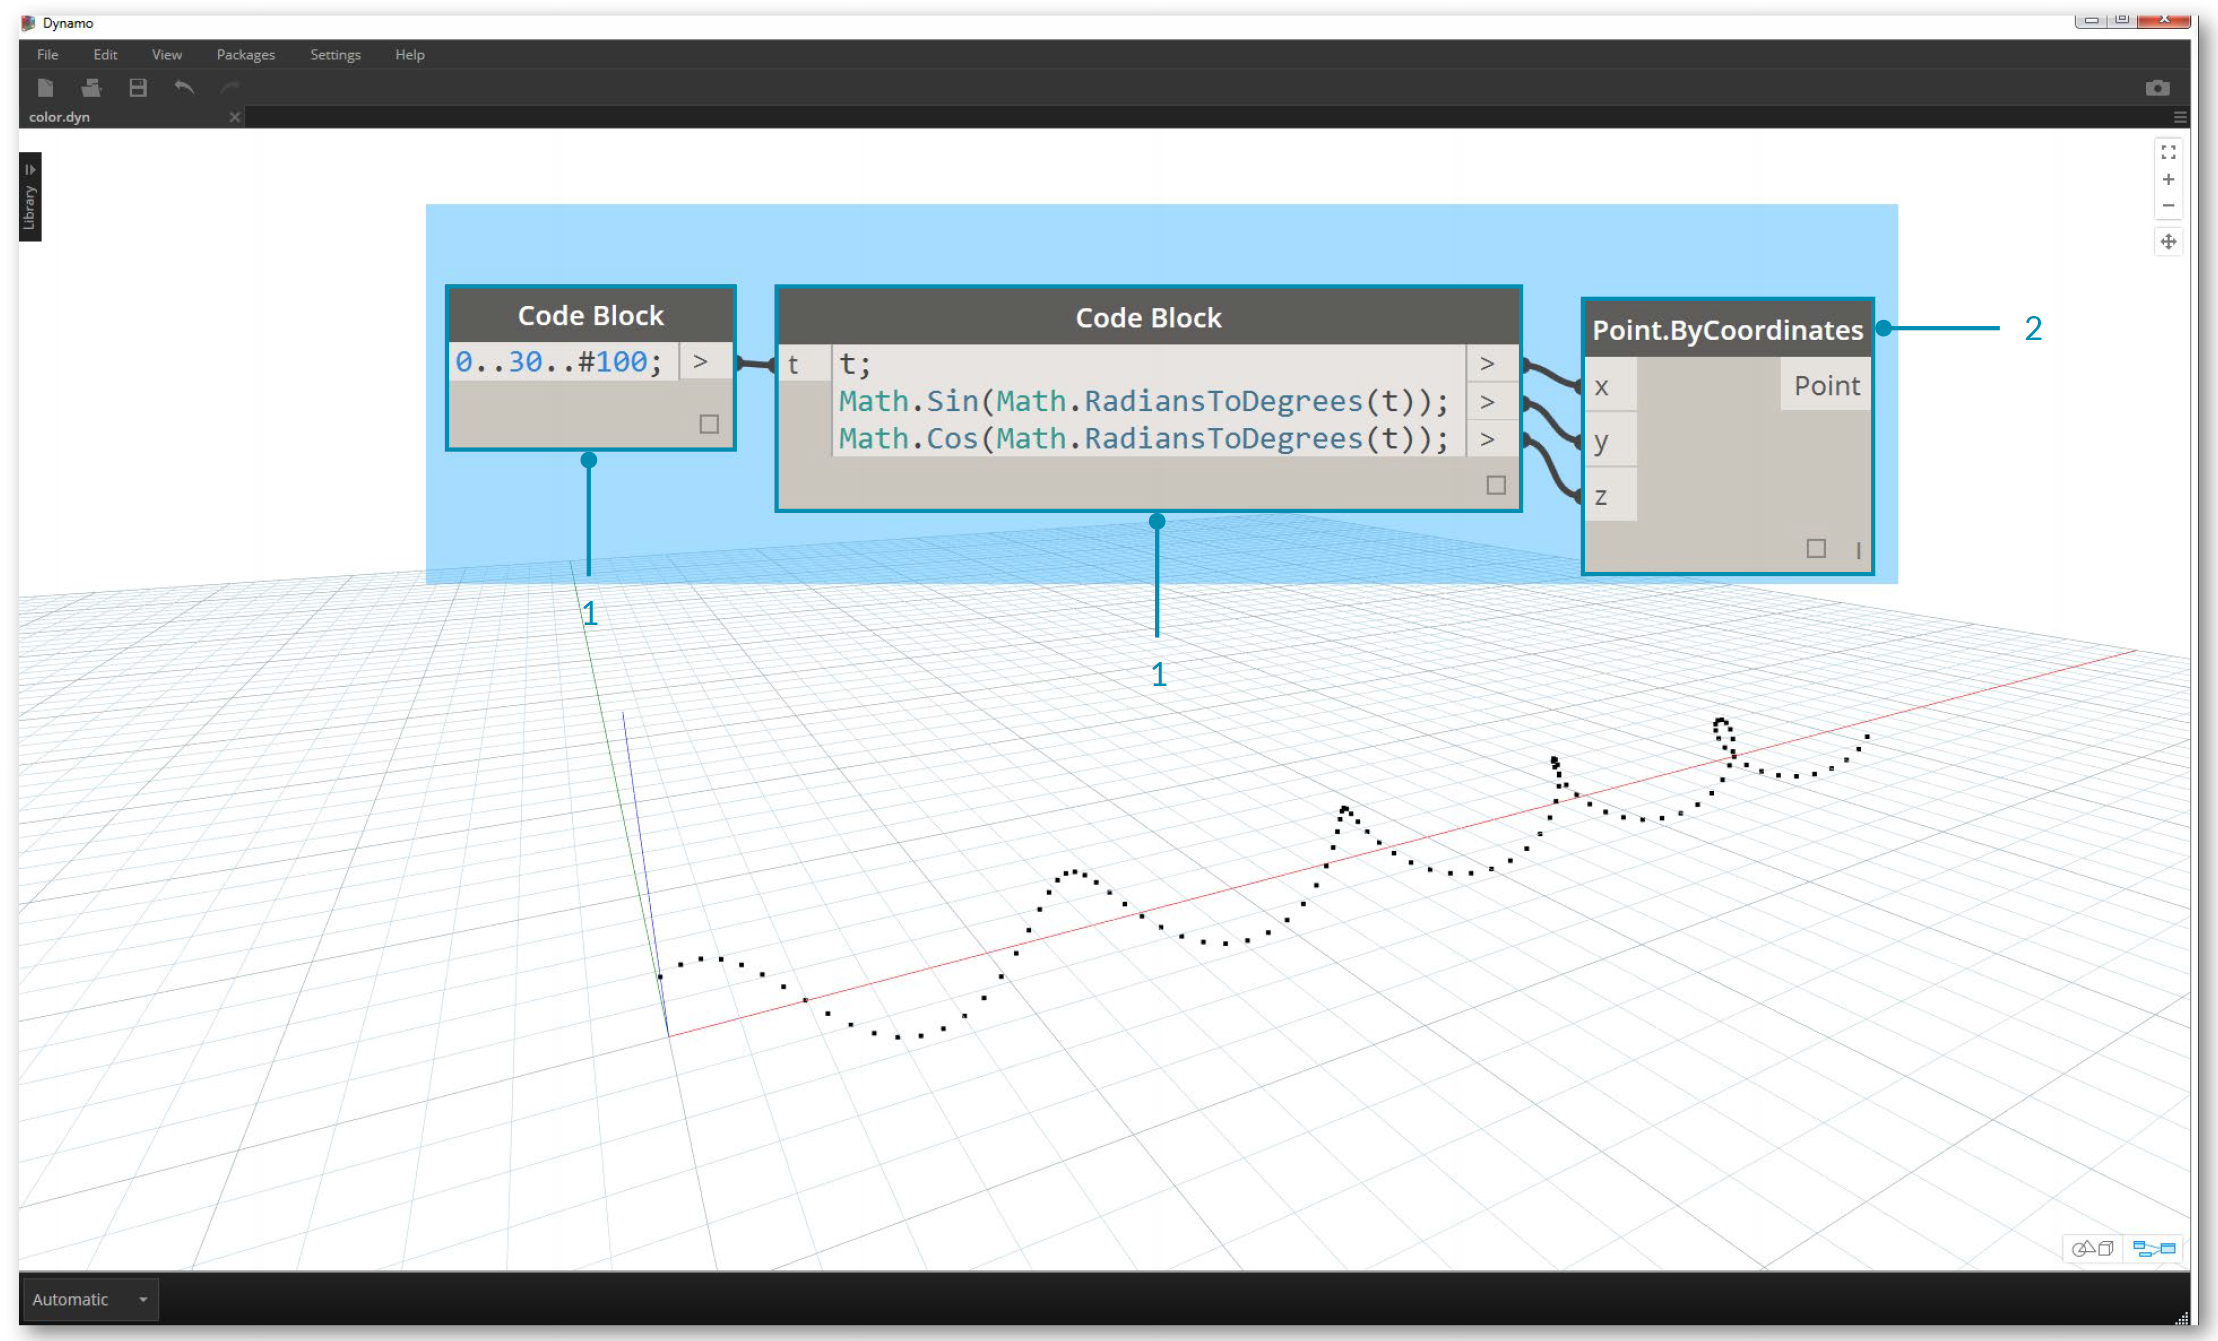 Dynamo
File Edit View Packages Settings Help
color.dyn
Library
Code Block
0..30..#100; >
Code Block
t t; >
Math.Sin(Math.RadiansToDegrees(t)); >
Math.Cos(Math.RadiansToDegrees(t)); >
Point.ByCoordinates
x Point
y
z
2
1
1
Automatic